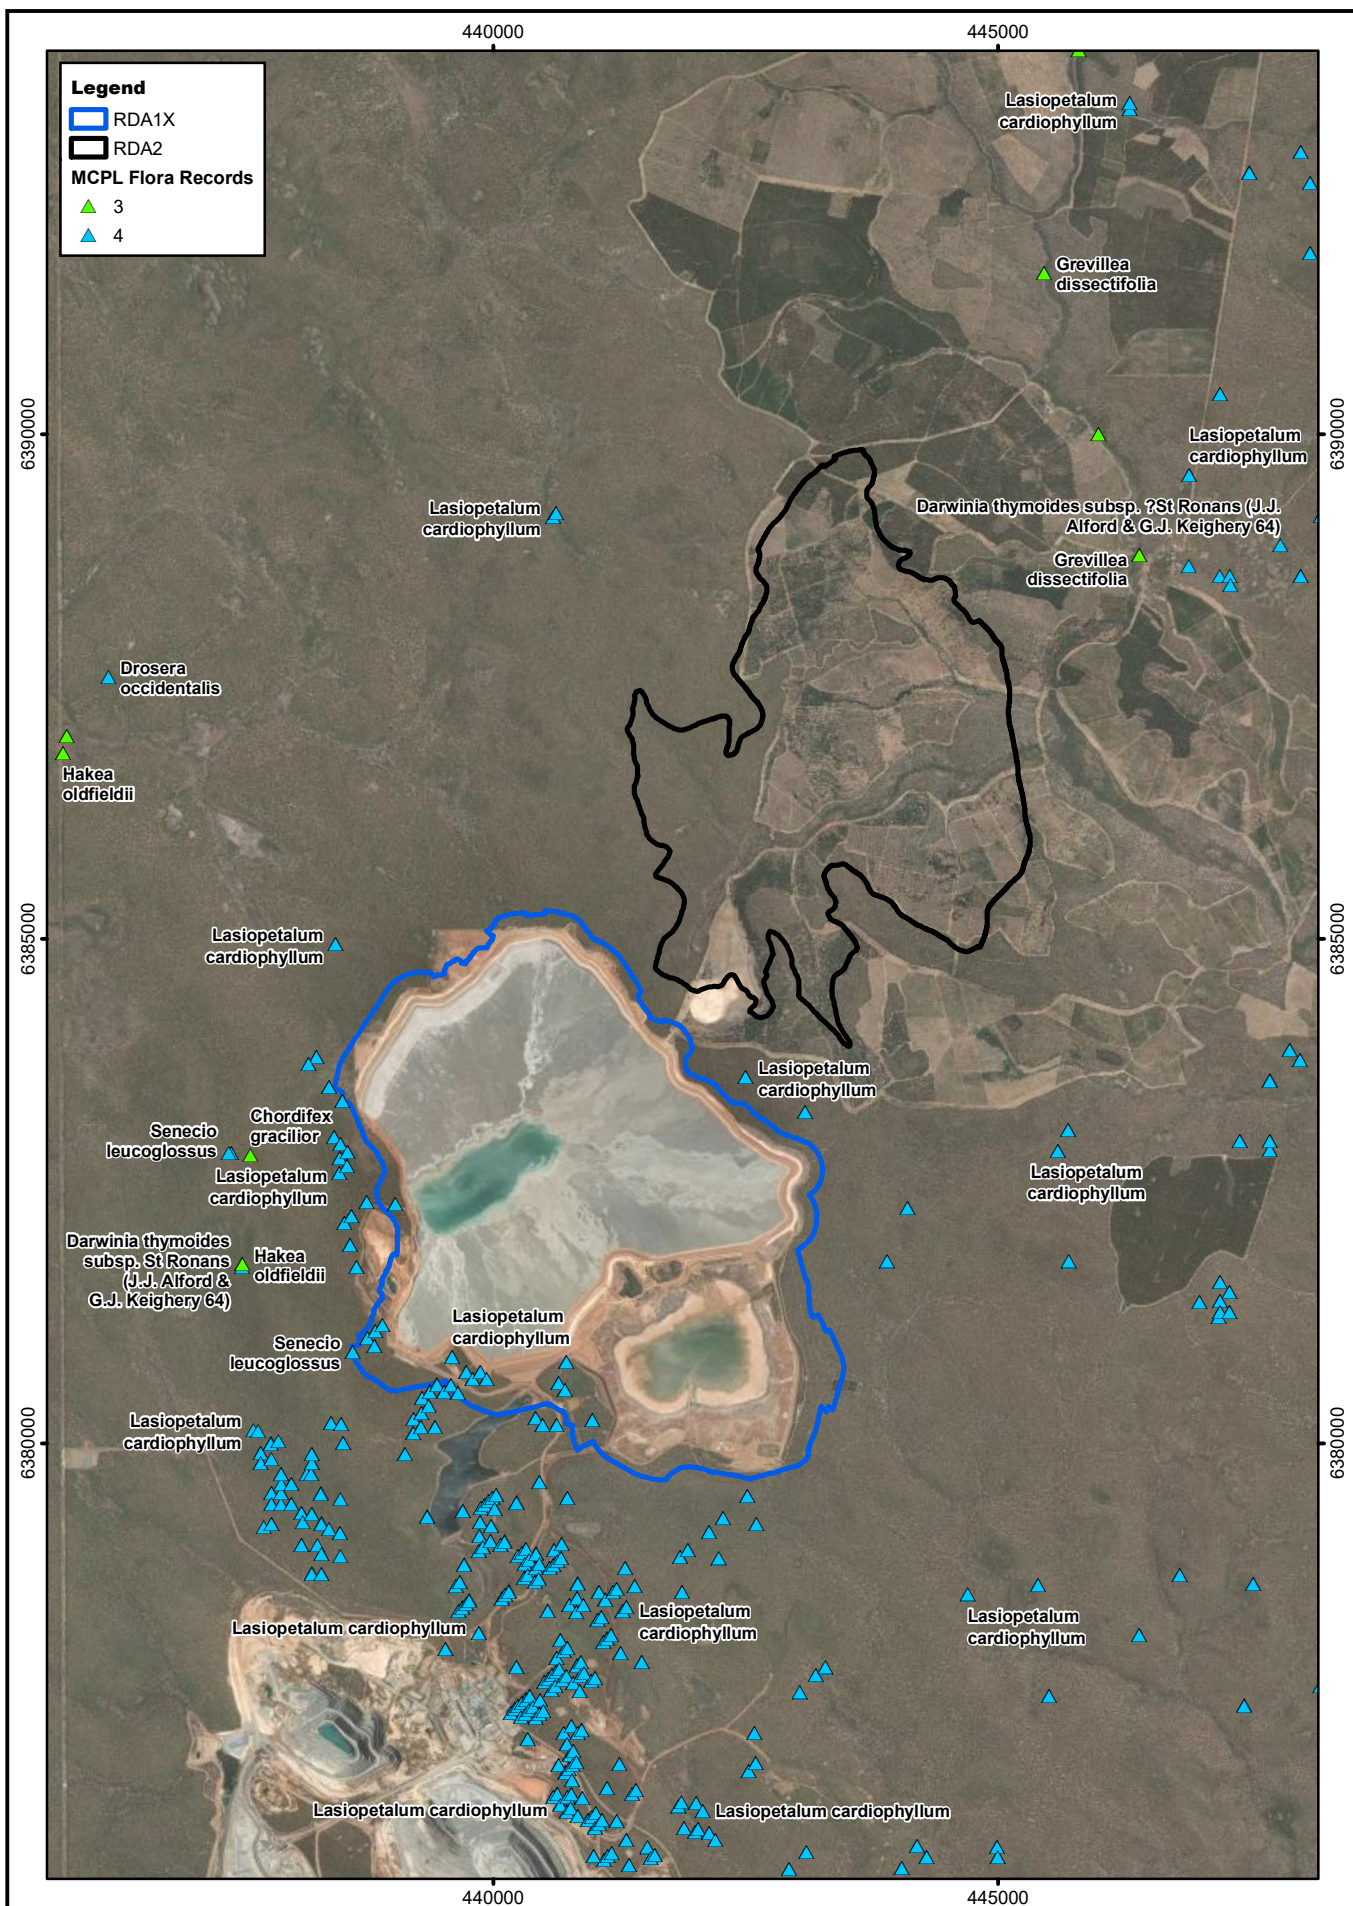 440000
445000
Legend
RDA1X
RDA2
MCPL Flora Records
3
4
Lasiopetalum
cardiophyllum
Grevillea
dissectifolia
6390000
6390000
Lasiopetalum
cardiophyllum
Lasiopetalum
cardiophyllum
Darwinia thymoides subsp. ?St Ronans (J.J.
Alford & G.J. Keighery 64)
Grevillea
dissectifolia
Drosera
occidentalis
Hakea
oldfieldii
6385000
6385000
Lasiopetalum
cardiophyllum
Lasiopetalum
cardiophyllum
Chordifex
gracilior
Senecio
leucoglossus
Lasiopetalum
cardiophyllum
Lasiopetalum
cardiophyllum
Darwinia thymoides
subsp. St Ronans
(J.J. Alford &
G.J. Keighery 64)
Hakea
oldfieldii
Lasiopetalum
cardiophyllum
Senecio
leucoglossus
Lasiopetalum
cardiophyllum
6380000
6380000
Lasiopetalum cardiophyllum
Lasiopetalum
cardiophyllum
Lasiopetalum
cardiophyllum
Lasiopetalum cardiophyllum
Lasiopetalum cardiophyllum
440000
445000